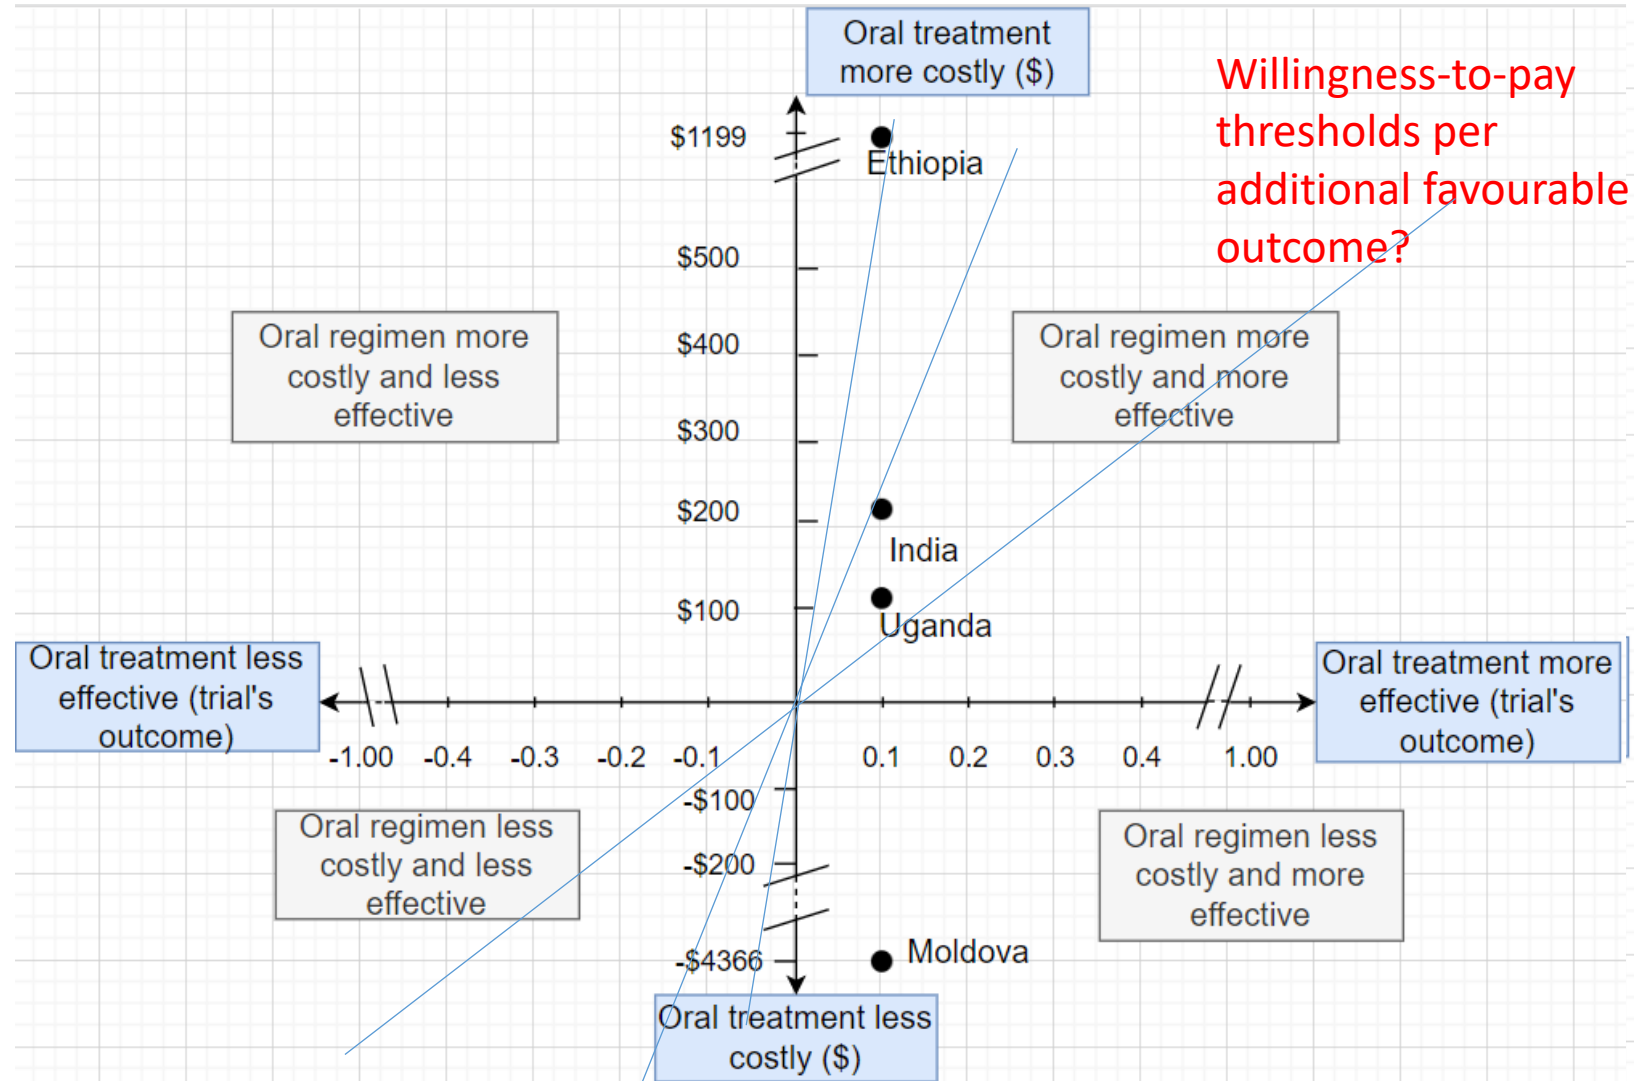 Oral treatment
more costly ($)
Willingness-to-pay
thresholds per
additional favourable
outcome?
$1199
Ethiopia
$500
Oral regimen more
costly and less
effective
$400
Oral regimen more
costly and more
effective
$300
$200
India
$100
Uganda
Oral treatment less
effective (trial's
outcome)
Oral treatment more
effective (trial's
outcome)
-1.00 -0.4 -0.3 -0.2 -0.1 0.1 0.2 0.3 0.4 1.00
-$100
Oral regimen less
costly and less
effective
-$200
Oral regimen less
costly and more
effective
-$4366
Moldova
Oral treatment less
costly ($)